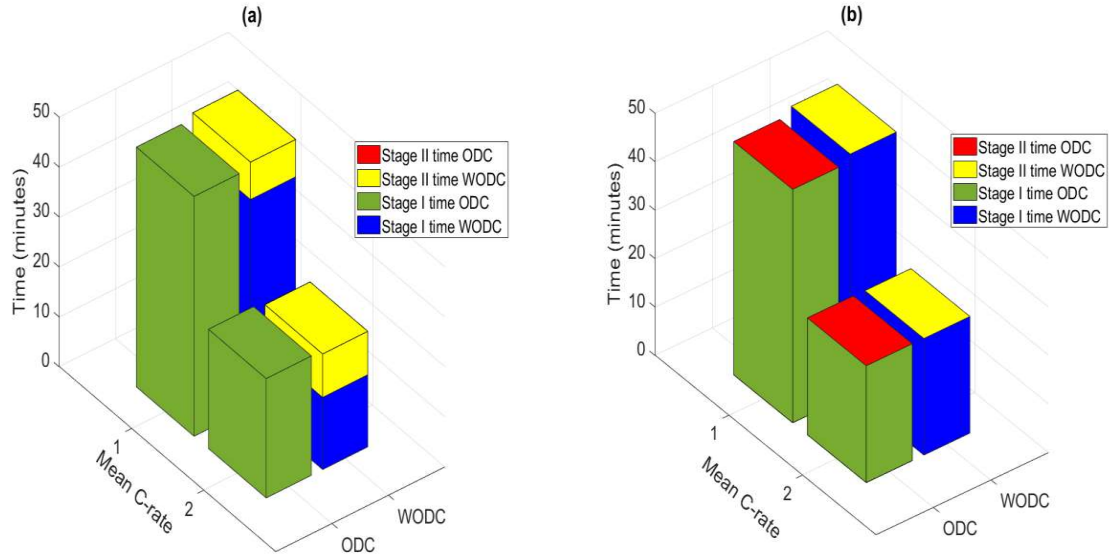 (a)
50
40
30
20
10
0
Time (minutes)
1
2
Mean C-rate
ODC
WODC
Stage II time ODC
Stage II time WODC
Stage I time ODC
Stage I time WODC
(b)
50
40
30
20
10
0
Time (minutes)
1
2
Mean C-rate
ODC
WODC
Stage II time ODC
Stage II time WODC
Stage I time ODC
Stage I time WODC